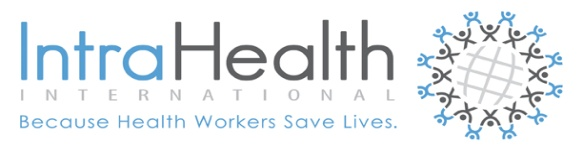 IntraHealth
INTERNATIONAL
Because Health Workers Save Lives.